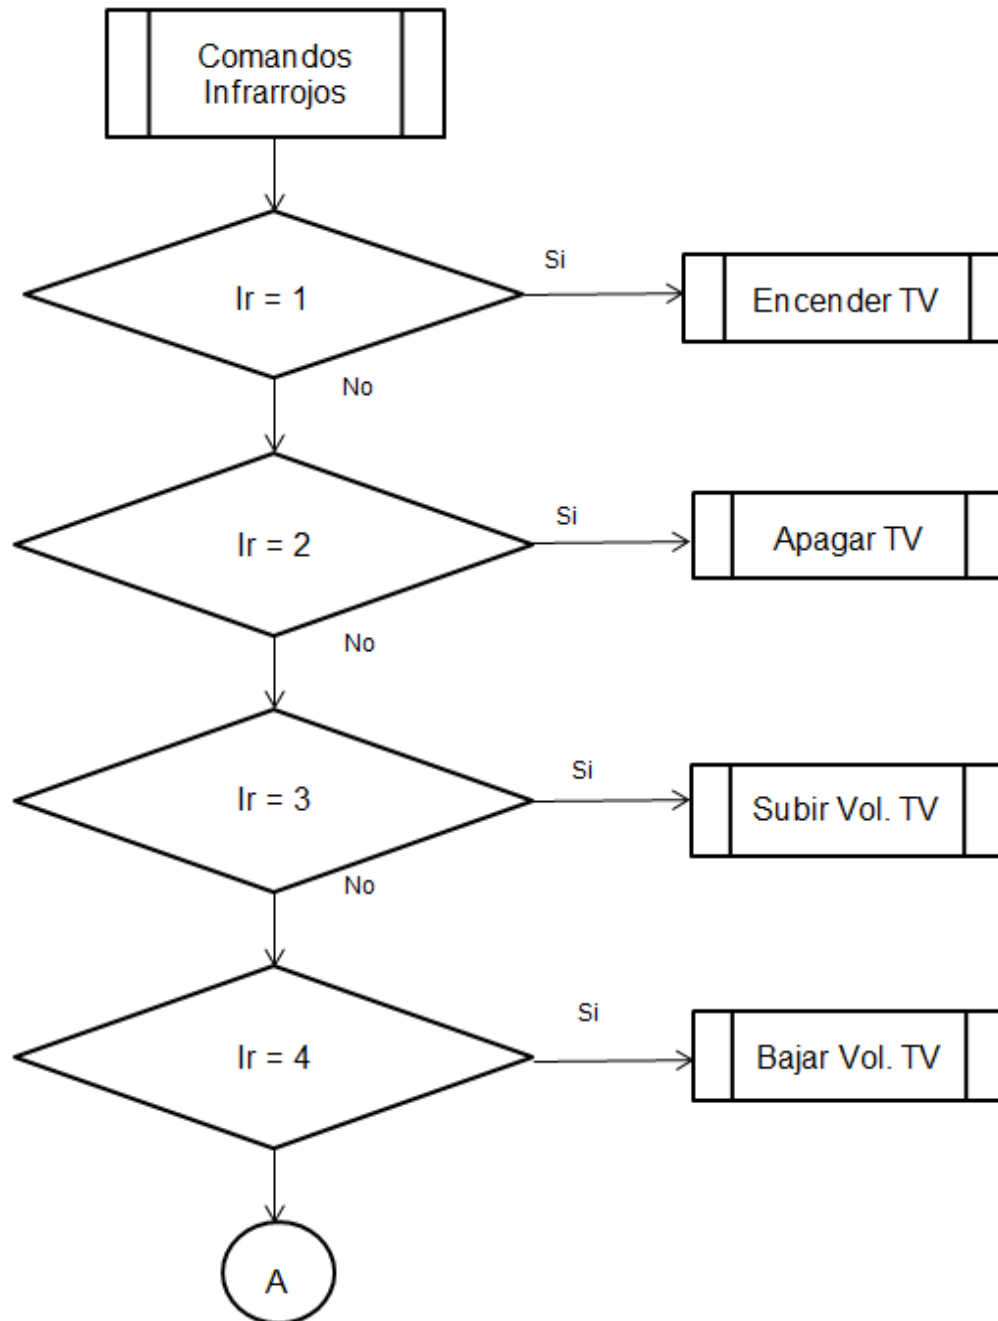 Comandos
Infrarrojos
Ir = 1
Si
Encender TV
No
Ir = 2
Si
Apagar TV
No
Ir = 3
Si
Subir Vol. TV
No
Ir = 4
Si
Bajar Vol. TV
A